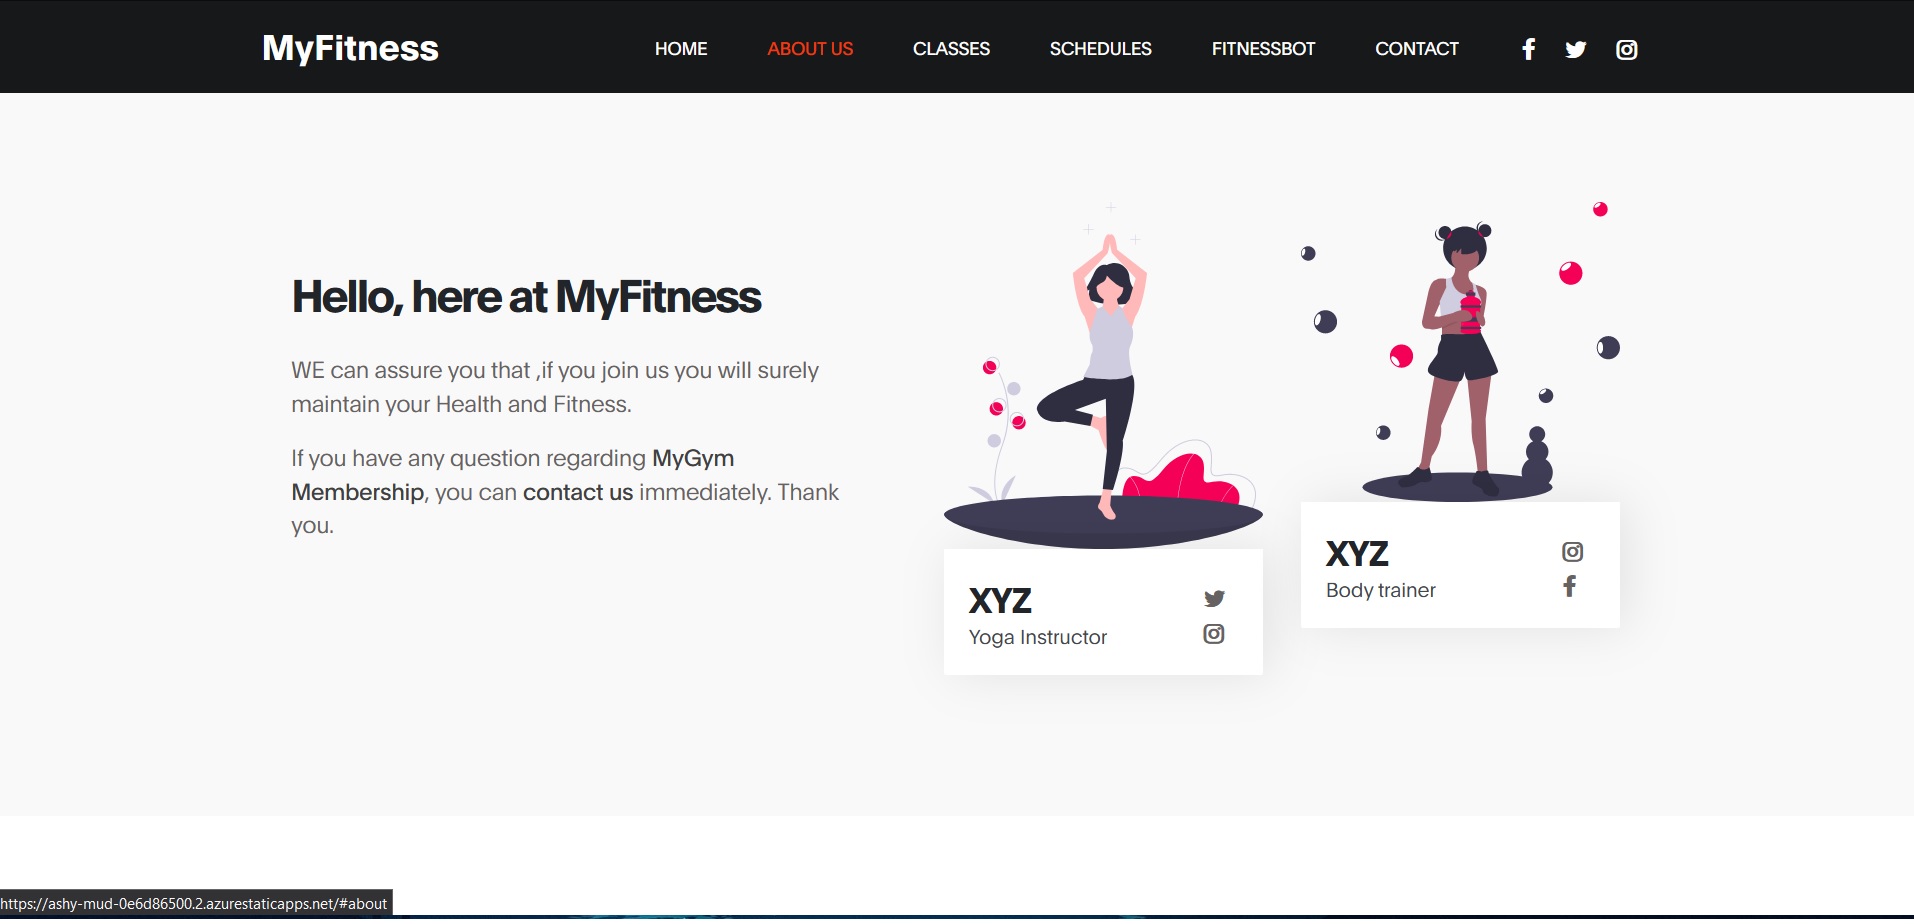 MyFitness
HOME ABOUT US CLASSES SCHEDULES FITNESSBOT CONTACT
Hello, here at MyFitness
WE can assure you that ,if you join us you will surely
maintain your Health and Fitness.
If you have any question regarding MyGym
Membership, you can contact us immediately. Thank
you.
XYZ
Yoga Instructor
XYZ
Body trainer
https://ashy-mud-0e6d86500.2.azurestaticapps.net/#about